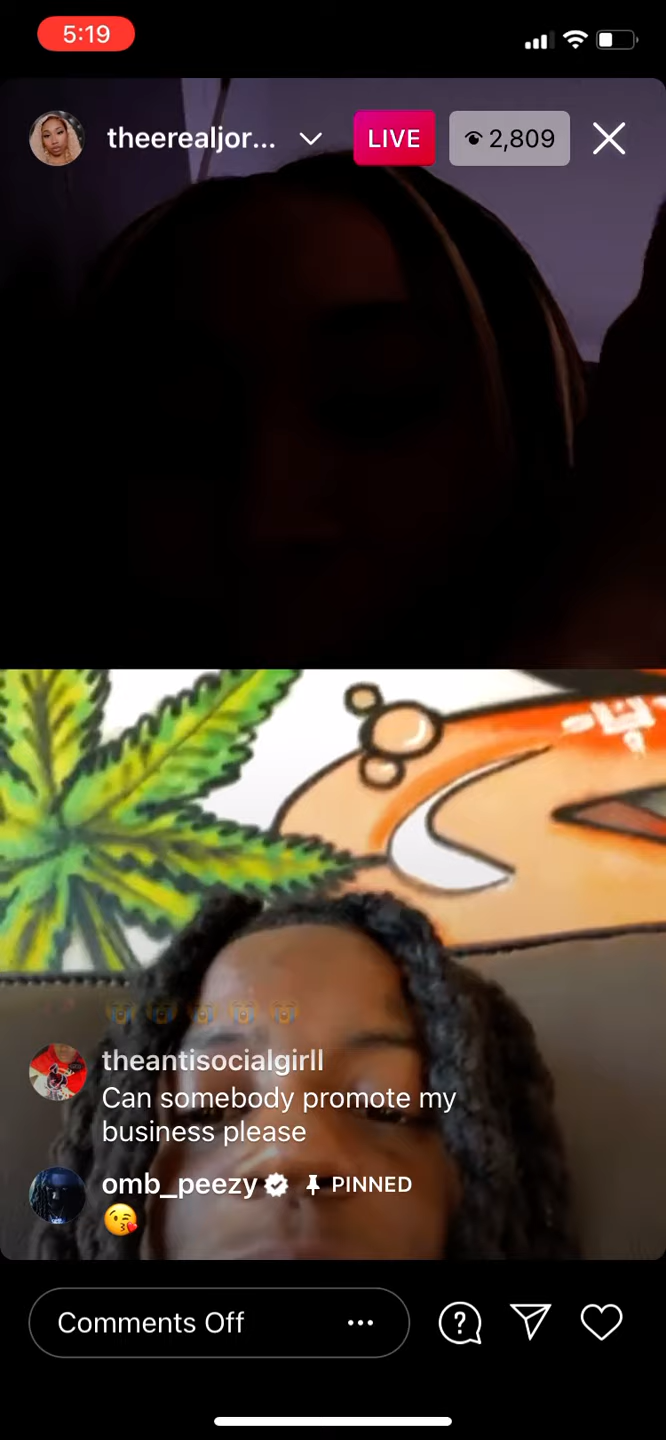 5:19
theerealjor...
LIVE
2,809
theantisocialgirll
Can somebody promote my
business please
omb_peezy PINNED
😘
Comments Off